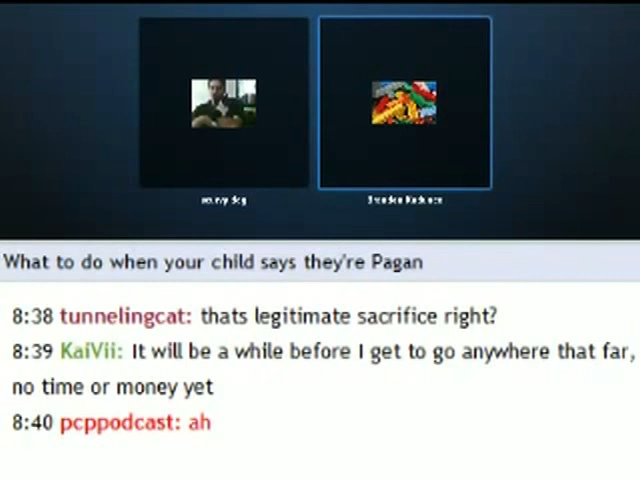 What to do when your child says they're Pagan
8:38 tunnelingcat: thats legitimate sacrifice right?
8:39 KaiVii: It will be a while before I get to go anywhere that far,
no time or money yet
8:40 pcppodcast: ah